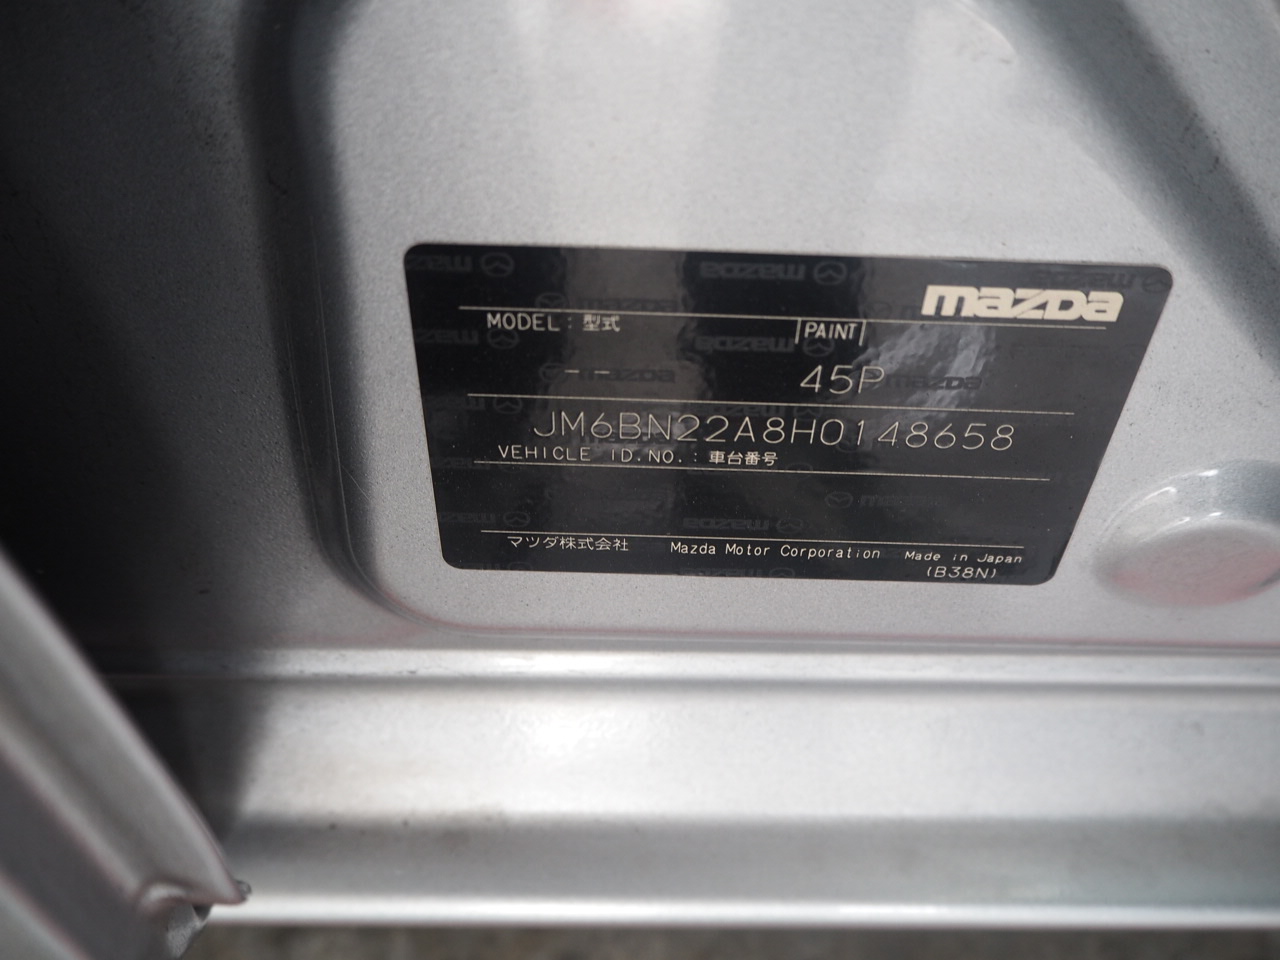 mazda
MODEL : 型式 PAINT
-- 45P
JM6BN22A8H0148658
VEHICLE ID.NO. : 車台番号
マツダ株式会社 Mazda Motor Corporation Made in Japan
(B38N)